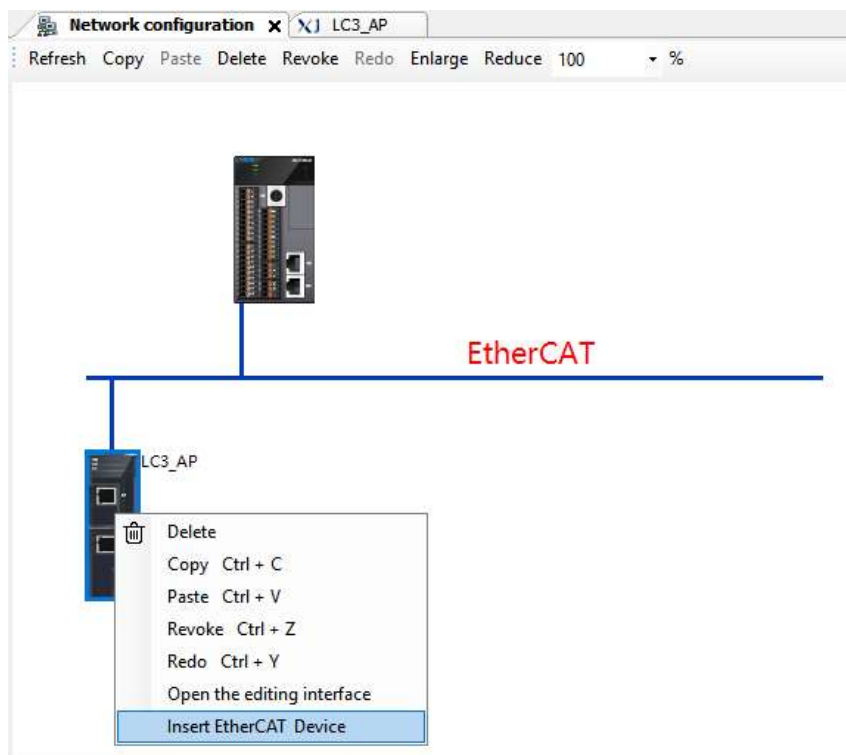 Network configuration LC3_AP
Refresh Copy Paste Delete Revoke Redo Enlarge Reduce 100 %
EtherCAT
LC3_AP
Delete
Copy Ctrl + C
Paste Ctrl + V
Revoke Ctrl + Z
Redo Ctrl + Y
Open the editing interface
Insert EtherCAT Device